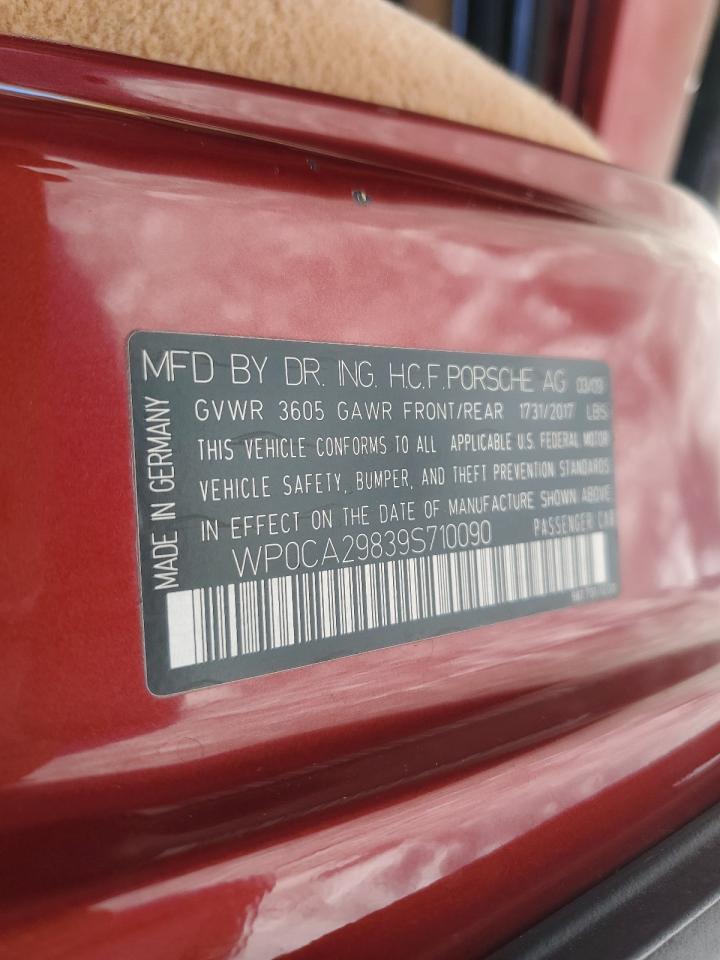 MFD BY DR. ING. H.C.F. PORSCHE AG 03/09
GVWR 3605 GAWR FRONT/REAR 1731/2017 LBS
THIS VEHICLE CONFORMS TO ALL APPLICABLE U.S. FEDERAL MOTOR
VEHICLE SAFETY, BUMPER, AND THEFT PREVENTION STANDARDS
IN EFFECT ON THE DATE OF MANUFACTURE SHOWN ABOVE
WP0CA29839S710090 PASSENGER CAR
MADE IN GERMANY